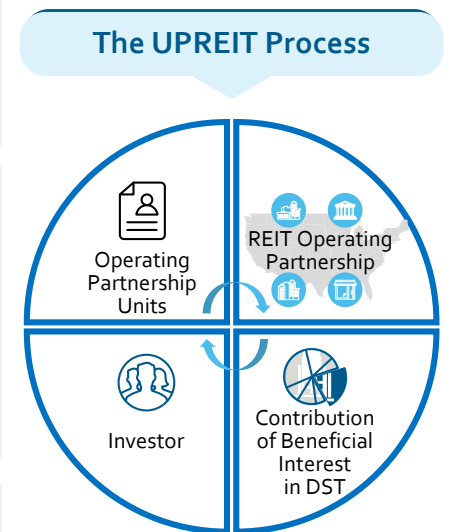 The UPREIT Process
Operating
Partnership
Units
REIT Operating
Partnership
Investor
Contribution
of Beneficial
Interest
in DST